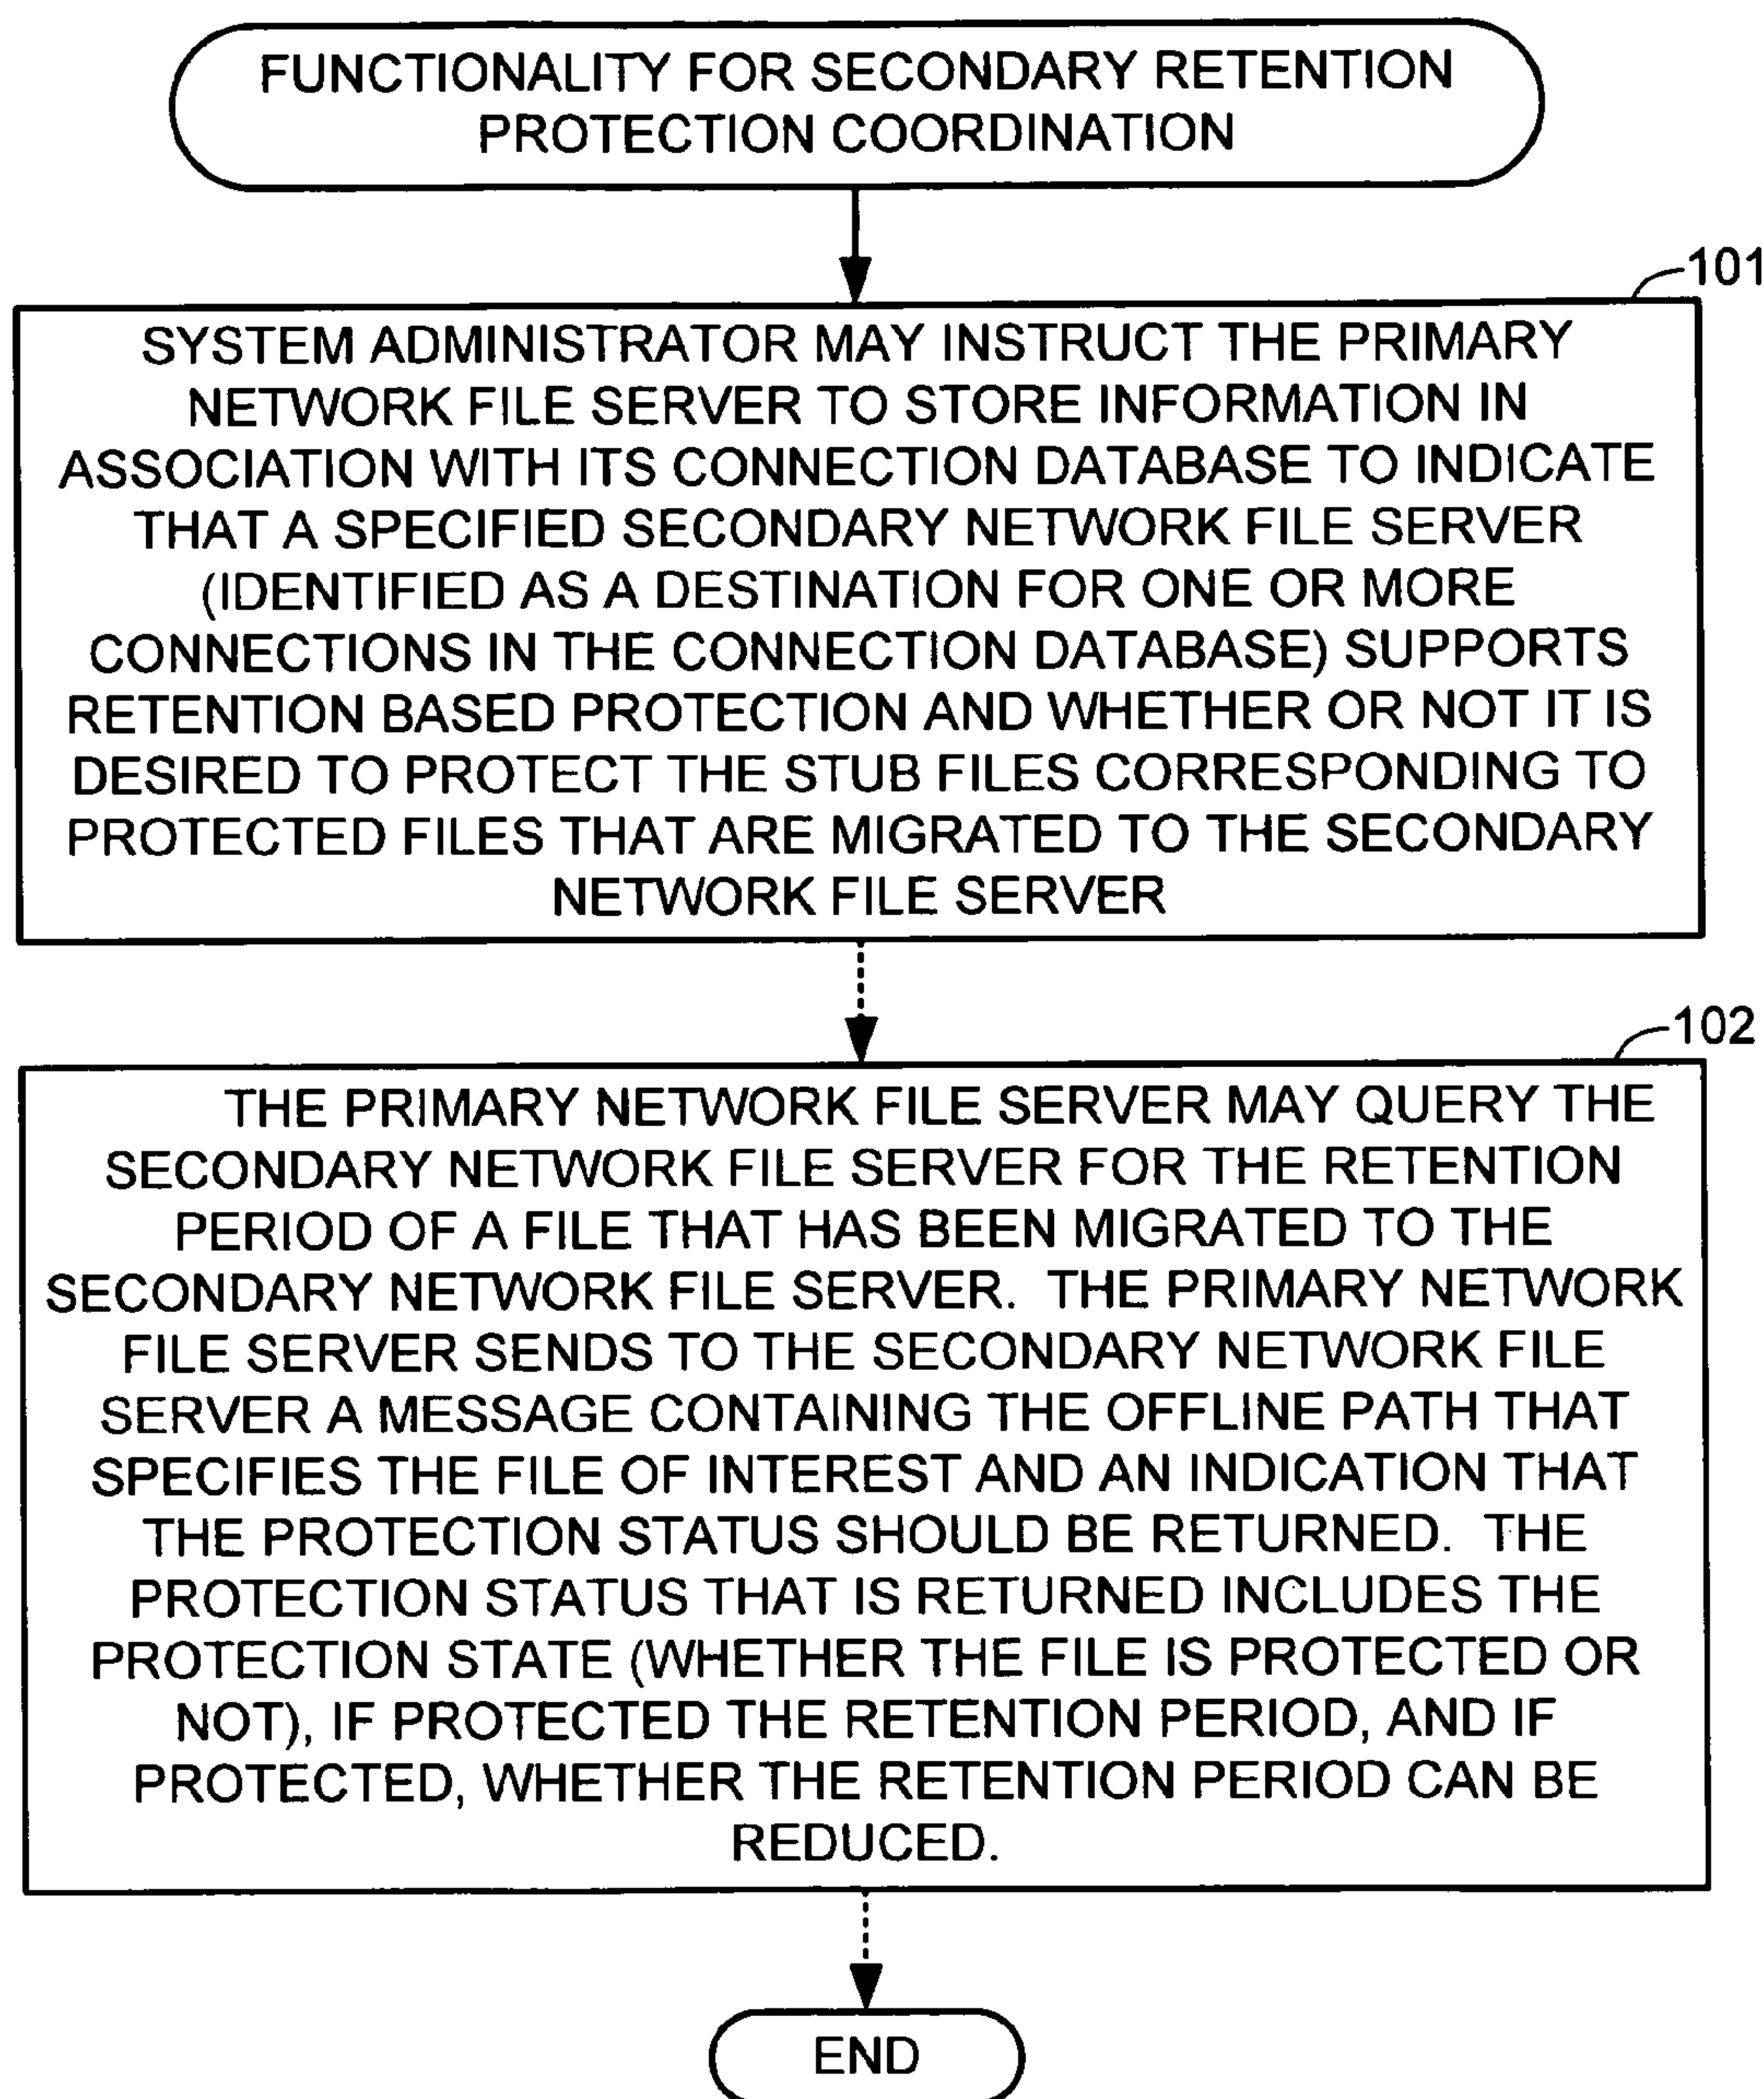 FUNCTIONALITY FOR SECONDARY RETENTION
PROTECTION COORDINATION
101
SYSTEM ADMINISTRATOR MAY INSTRUCT THE PRIMARY
NETWORK FILE SERVER TO STORE INFORMATION IN
ASSOCIATION WITH ITS CONNECTION DATABASE TO INDICATE
THAT A SPECIFIED SECONDARY NETWORK FILE SERVER
(IDENTIFIED AS A DESTINATION FOR ONE OR MORE
CONNECTIONS IN THE CONNECTION DATABASE) SUPPORTS
RETENTION BASED PROTECTION AND WHETHER OR NOT IT IS
DESIRED TO PROTECT THE STUB FILES CORRESPONDING TO
PROTECTED FILES THAT ARE MIGRATED TO THE SECONDARY
NETWORK FILE SERVER
102
THE PRIMARY NETWORK FILE SERVER MAY QUERY THE
SECONDARY NETWORK FILE SERVER FOR THE RETENTION
PERIOD OF A FILE THAT HAS BEEN MIGRATED TO THE
SECONDARY NETWORK FILE SERVER. THE PRIMARY NETWORK
FILE SERVER SENDS TO THE SECONDARY NETWORK FILE
SERVER A MESSAGE CONTAINING THE OFFLINE PATH THAT
SPECIFIES THE FILE OF INTEREST AND AN INDICATION THAT
THE PROTECTION STATUS SHOULD BE RETURNED. THE
PROTECTION STATUS THAT IS RETURNED INCLUDES THE
PROTECTION STATE (WHETHER THE FILE IS PROTECTED OR
NOT), IF PROTECTED THE RETENTION PERIOD, AND IF
PROTECTED, WHETHER THE RETENTION PERIOD CAN BE
REDUCED.
END